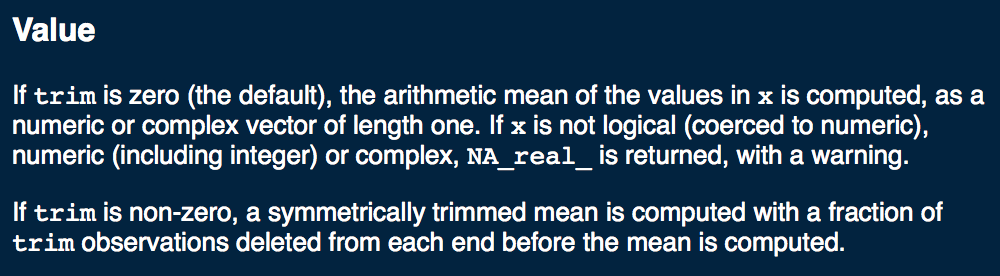 Value
If trim is zero (the default), the arithmetic mean of the values in x is computed, as a
numeric or complex vector of length one. If x is not logical (coerced to numeric),
numeric (including integer) or complex, NA_real_ is returned, with a warning.
If trim is non-zero, a symmetrically trimmed mean is computed with a fraction of
trim observations deleted from each end before the mean is computed.